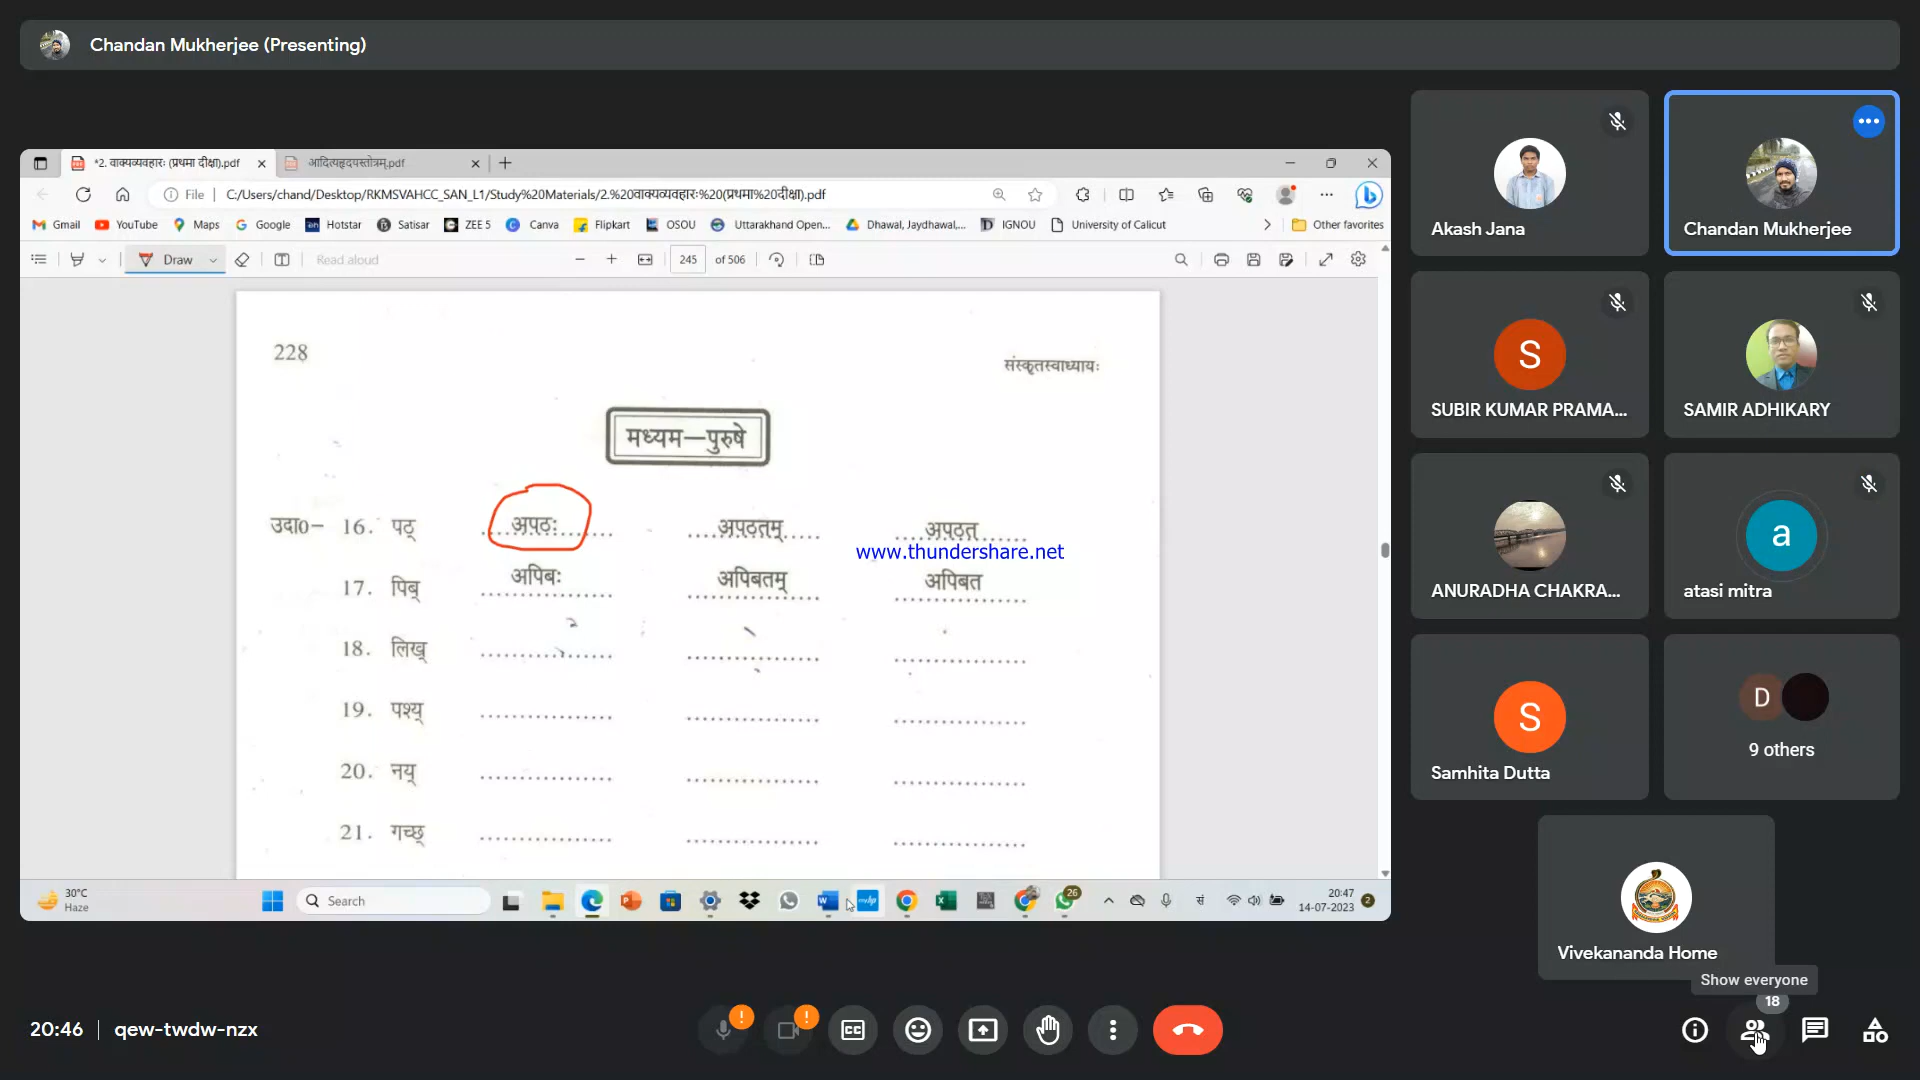 Chandan Mukherjee (Presenting)
*2. वाक्यव्यवहारः (प्रथमा दीक्षा).pdf
आदित्यहृदयस्तोत्रम्.pdf
File
C:/Users/chand/Desktop/RKMSVAHCC_SAN_L1/Study%20Materials/2.%20वाक्यव्यवहारः%20(प्रथमा%20दीक्षा).pdf
Gmail YouTube Maps Google Hotstar Satisar ZEE 5 Canva Flipkart OSOU Uttarakhand Open... Dhawal, Jaydhawal,... IGNOU University of Calicut Other favorites
Draw Read aloud 245 of 506
228
संस्कृतस्वाध्यायः
मध्यम—पुरुषे
उदा0– 16. पठ् ....अपठः....... ....अपठतम्..... ....अपठत......
www.thundershare.net
17. पिब् अपिबः अपिबतम् अपिबत
18. लिख् .................. .................. ..................
19. पश्य् .................. .................. ..................
20. नय् .................. .................. ..................
21. गच्छ् .................. .................. ..................
30°C
Haze
Search
26
सं
20:47
14-07-2023
2
Akash Jana
Chandan Mukherjee
S
SUBIR KUMAR PRAMA...
SAMIR ADHIKARY
ANURADHA CHAKRA...
a
atasi mitra
S
Samhita Dutta
D
9 others
Vivekananda Home
Show everyone
18
20:46 | qew-twdw-nzx